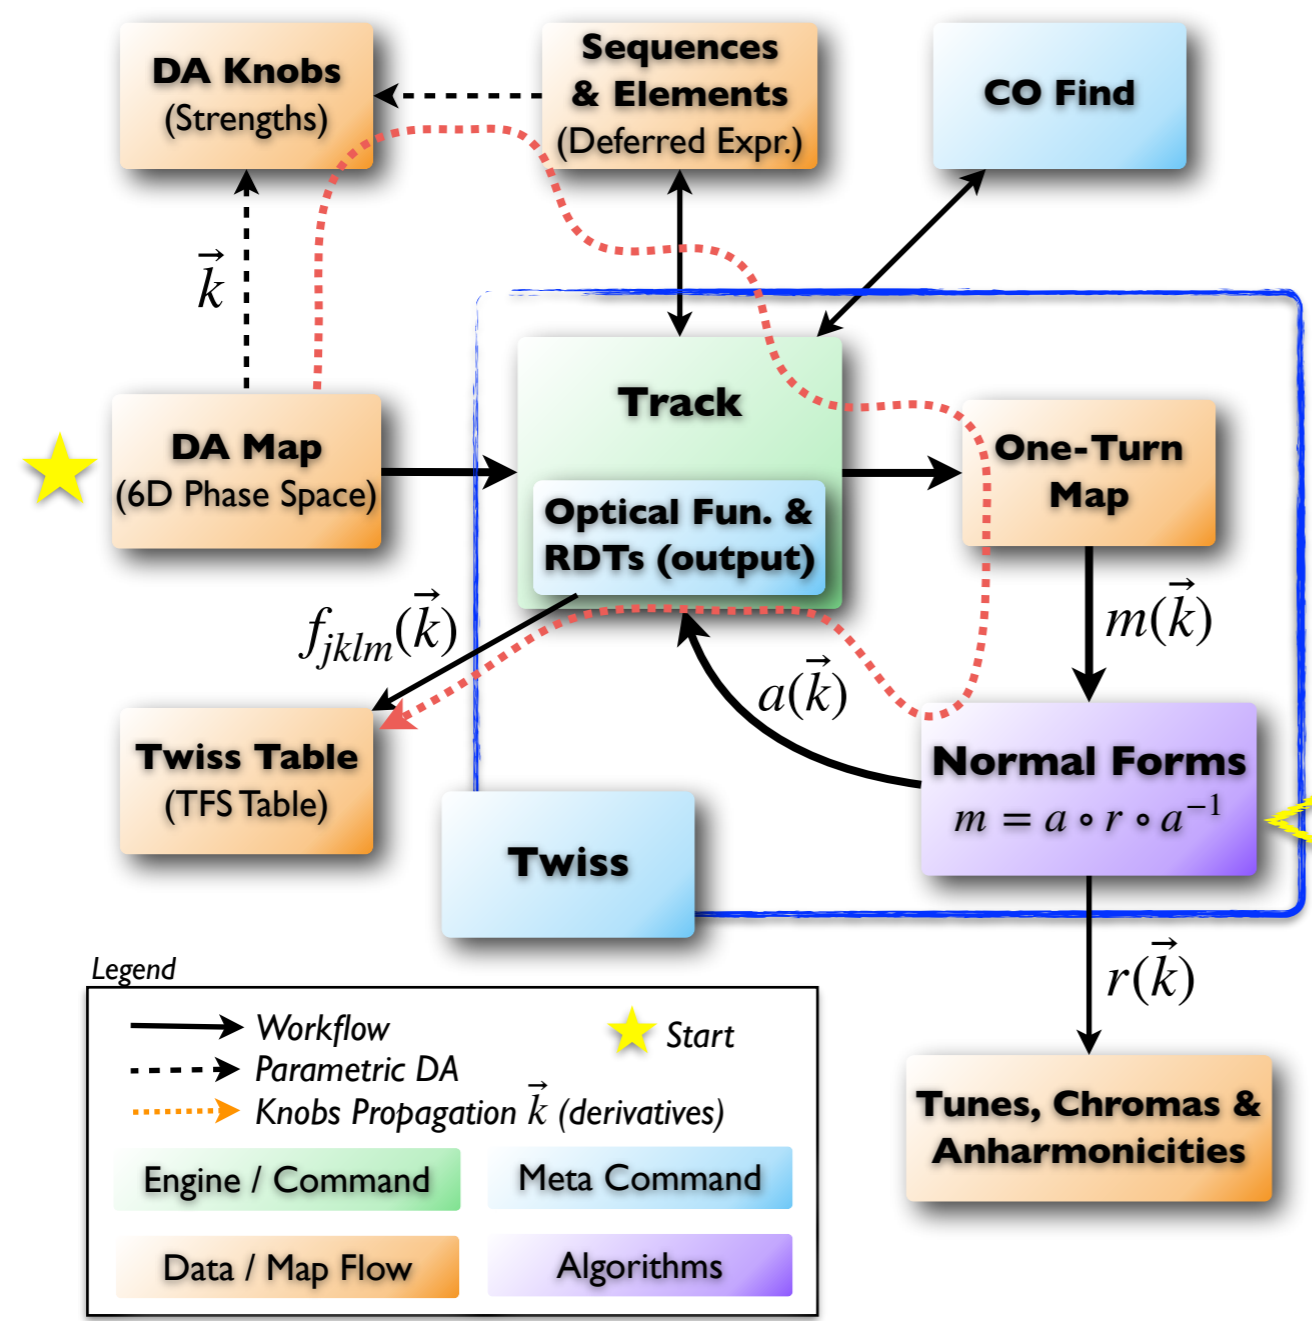 DA Knobs
(Strengths)
Sequences
& Elements
(Deferred Expr.)
CO Find
k⃗
DA Map
(6D Phase Space)
Track
Optical Fun. &
RDTs (output)
One-Turn
Map
f_{jklm}(k⃗)
m(k⃗)
a(k⃗)
Twiss Table
(TFS Table)
Normal Forms
m = a ∘ r ∘ a⁻¹
Twiss
r(k⃗)
Tunes, Chromas &
Anharmonicities
Legend
Workflow
Start
Parametric DA
Knobs Propagation k⃗ (derivatives)
Engine / Command
Meta Command
Data / Map Flow
Algorithms